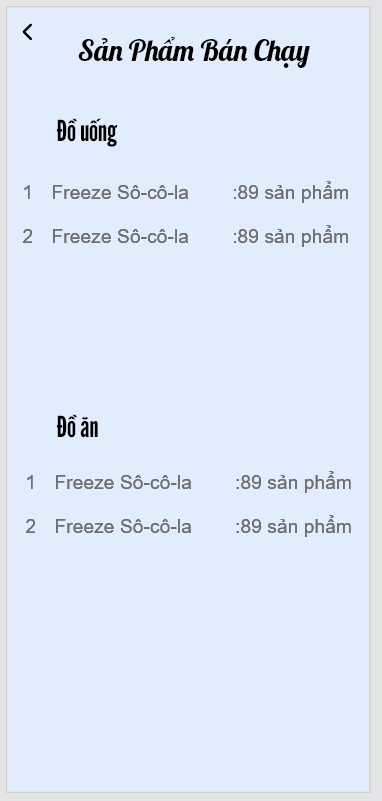 Sản Phẩm Bán Chạy
Đồ uống
1 Freeze Sô-cô-la :89 sản phẩm
2 Freeze Sô-cô-la :89 sản phẩm
Đồ ăn
1 Freeze Sô-cô-la :89 sản phẩm
2 Freeze Sô-cô-la :89 sản phẩm